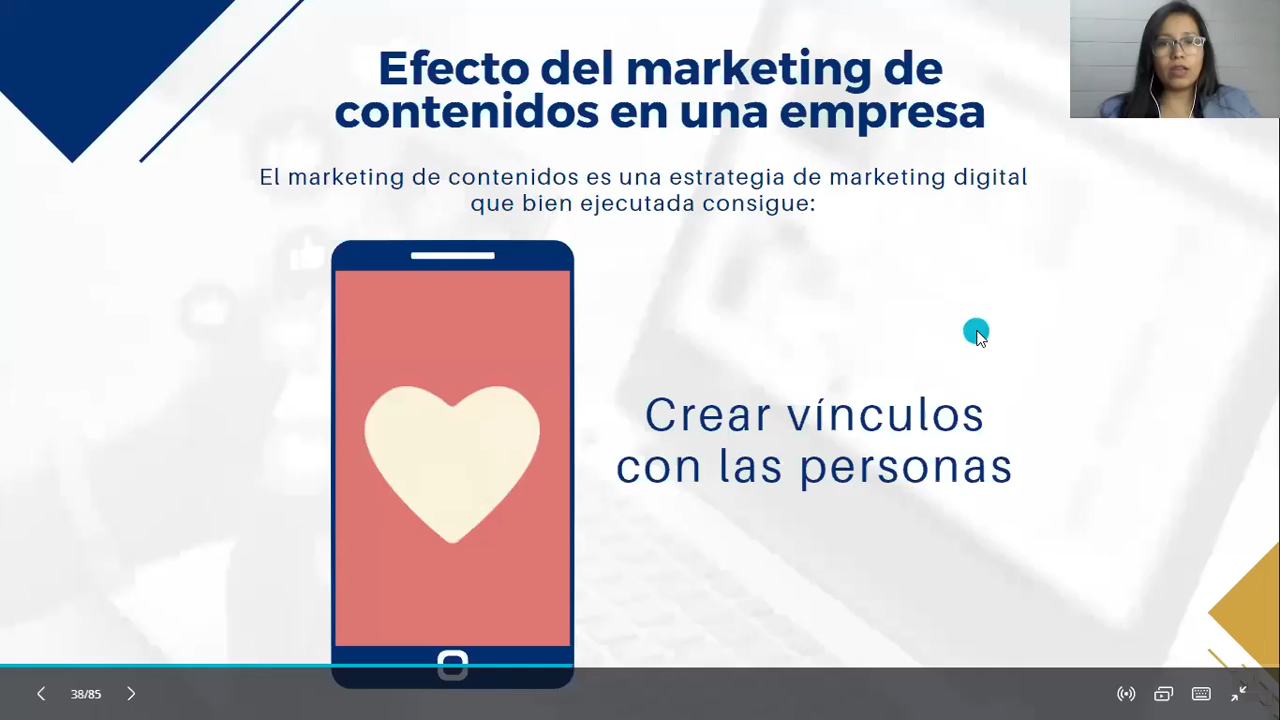 Efecto del marketing de
contenidos en una empresa
El marketing de contenidos es una estrategia de marketing digital
que bien ejecutada consigue:
Crear vínculos
con las personas
38/85